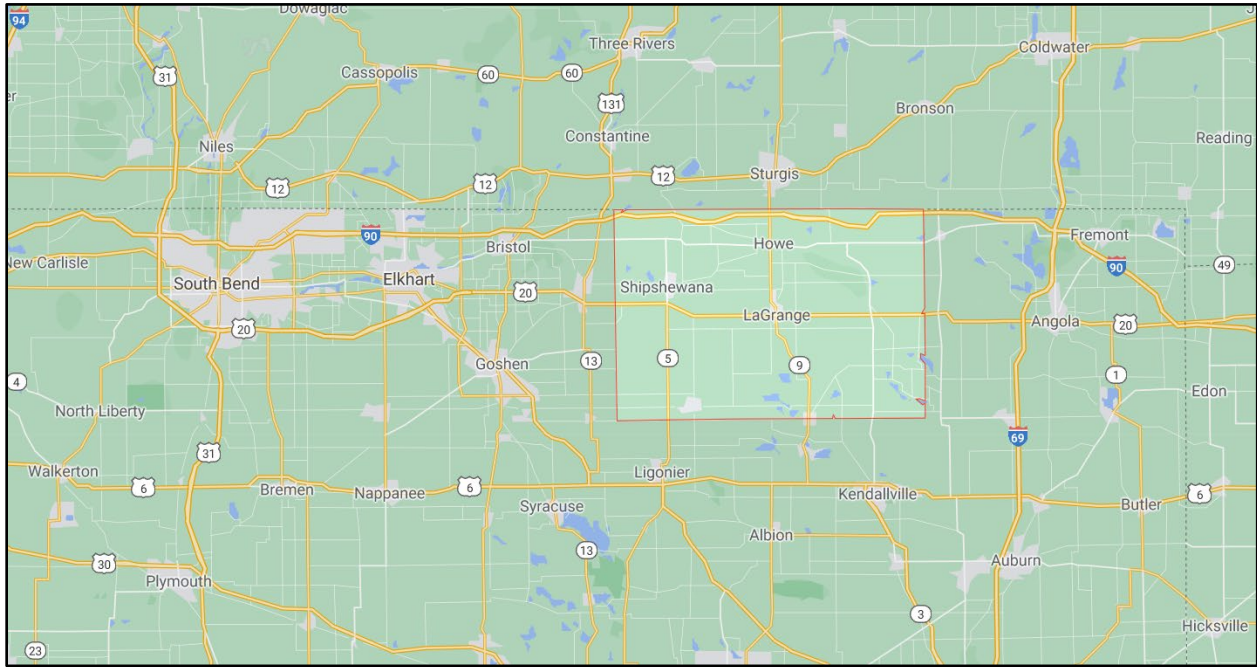 94
Dowagiac
Three Rivers
Coldwater
31
Cassopolis
60
60
131
Bronson
Constantine
Reading
Niles
12
12
12
Sturgis
90
Bristol
Howe
Fremont
New Carlisle
90
49
South Bend
Elkhart
20
Shipshewana
LaGrange
20
Angola
20
Goshen
13
5
9
4
1
North Liberty
Edon
31
69
Walkerton
6
Bremen
Nappanee
6
Ligonier
Kendallville
6
Syracuse
Butler
Albion
13
30
Plymouth
Auburn
3
Hicksville
23